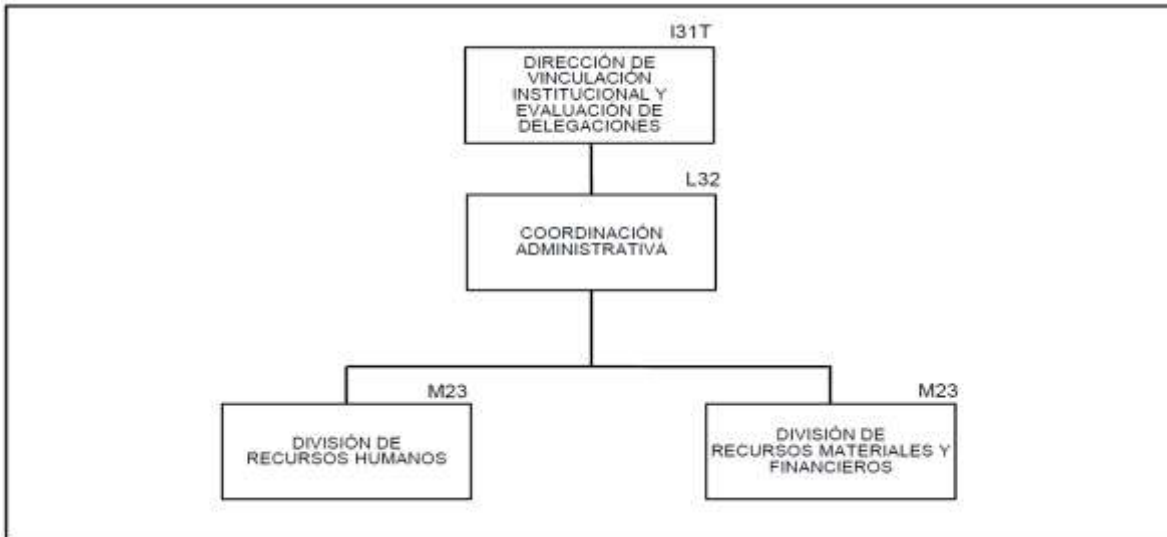 I31T
DIRECCIÓN DE
VINCULACIÓN
INSTITUCIONAL Y
EVALUACIÓN DE
DELEGACIONES
L32
COORDINACIÓN
ADMINISTRATIVA
M23
DIVISIÓN DE
RECURSOS HUMANOS
M23
DIVISIÓN DE
RECURSOS MATERIALES Y
FINANCIEROS